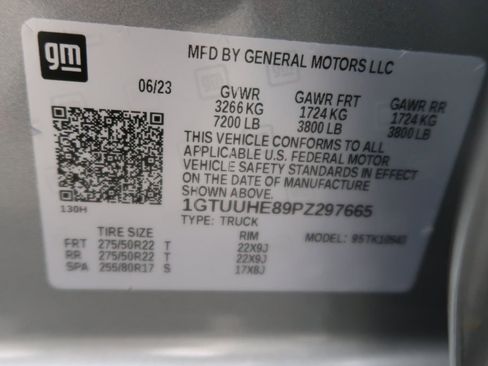 gm
MFD BY GENERAL MOTORS LLC
06/23 GVWR GAWR FRT GAWR RR
3266 KG 1724 KG 1724 KG
7200 LB 3800 LB 3800 LB
THIS VEHICLE CONFORMS TO ALL
APPLICABLE U.S. FEDERAL MOTOR
VEHICLE SAFETY STANDARDS IN EFFECT
ON THE DATE OF MANUFACTURE
SHOWN ABOVE.
130H
1GTUUHE89PZ297665
TYPE: TRUCK
TIRE SIZE RIM MODEL:
FRT 275/50R22 T 22X9J
RR 275/50R22 T 22X9J
SPA 255/80R17 S 17X8J